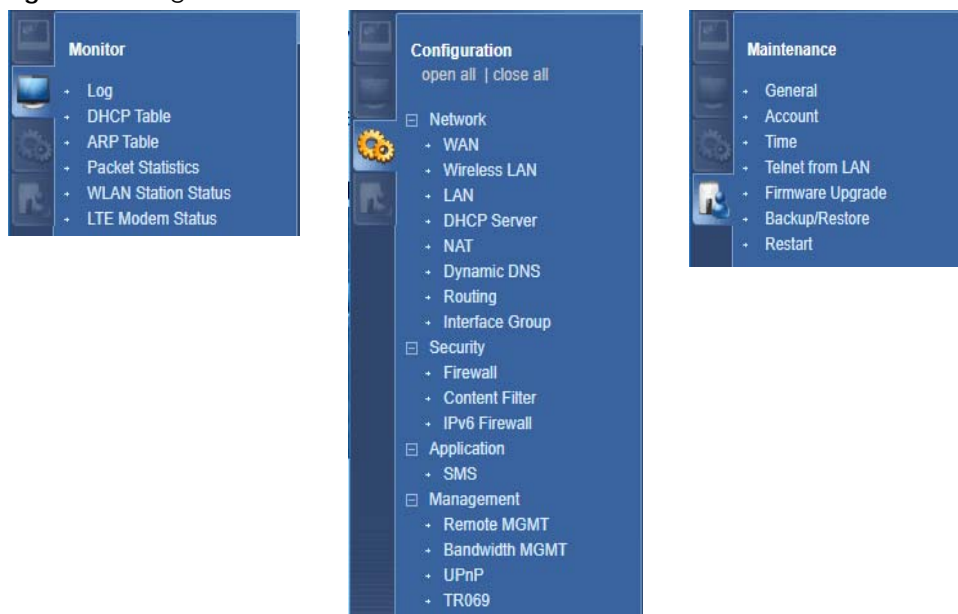 Monitor
Log
DHCP Table
ARP Table
Packet Statistics
WLAN Station Status
LTE Modem Status
Configuration
open all | close all
Network
WAN
Wireless LAN
LAN
DHCP Server
NAT
Dynamic DNS
Routing
Interface Group
Security
Firewall
Content Filter
IPv6 Firewall
Application
SMS
Management
Remote MGMT
Bandwidth MGMT
UPnP
TR069
Maintenance
General
Account
Time
Telnet from LAN
Firmware Upgrade
Backup/Restore
Restart